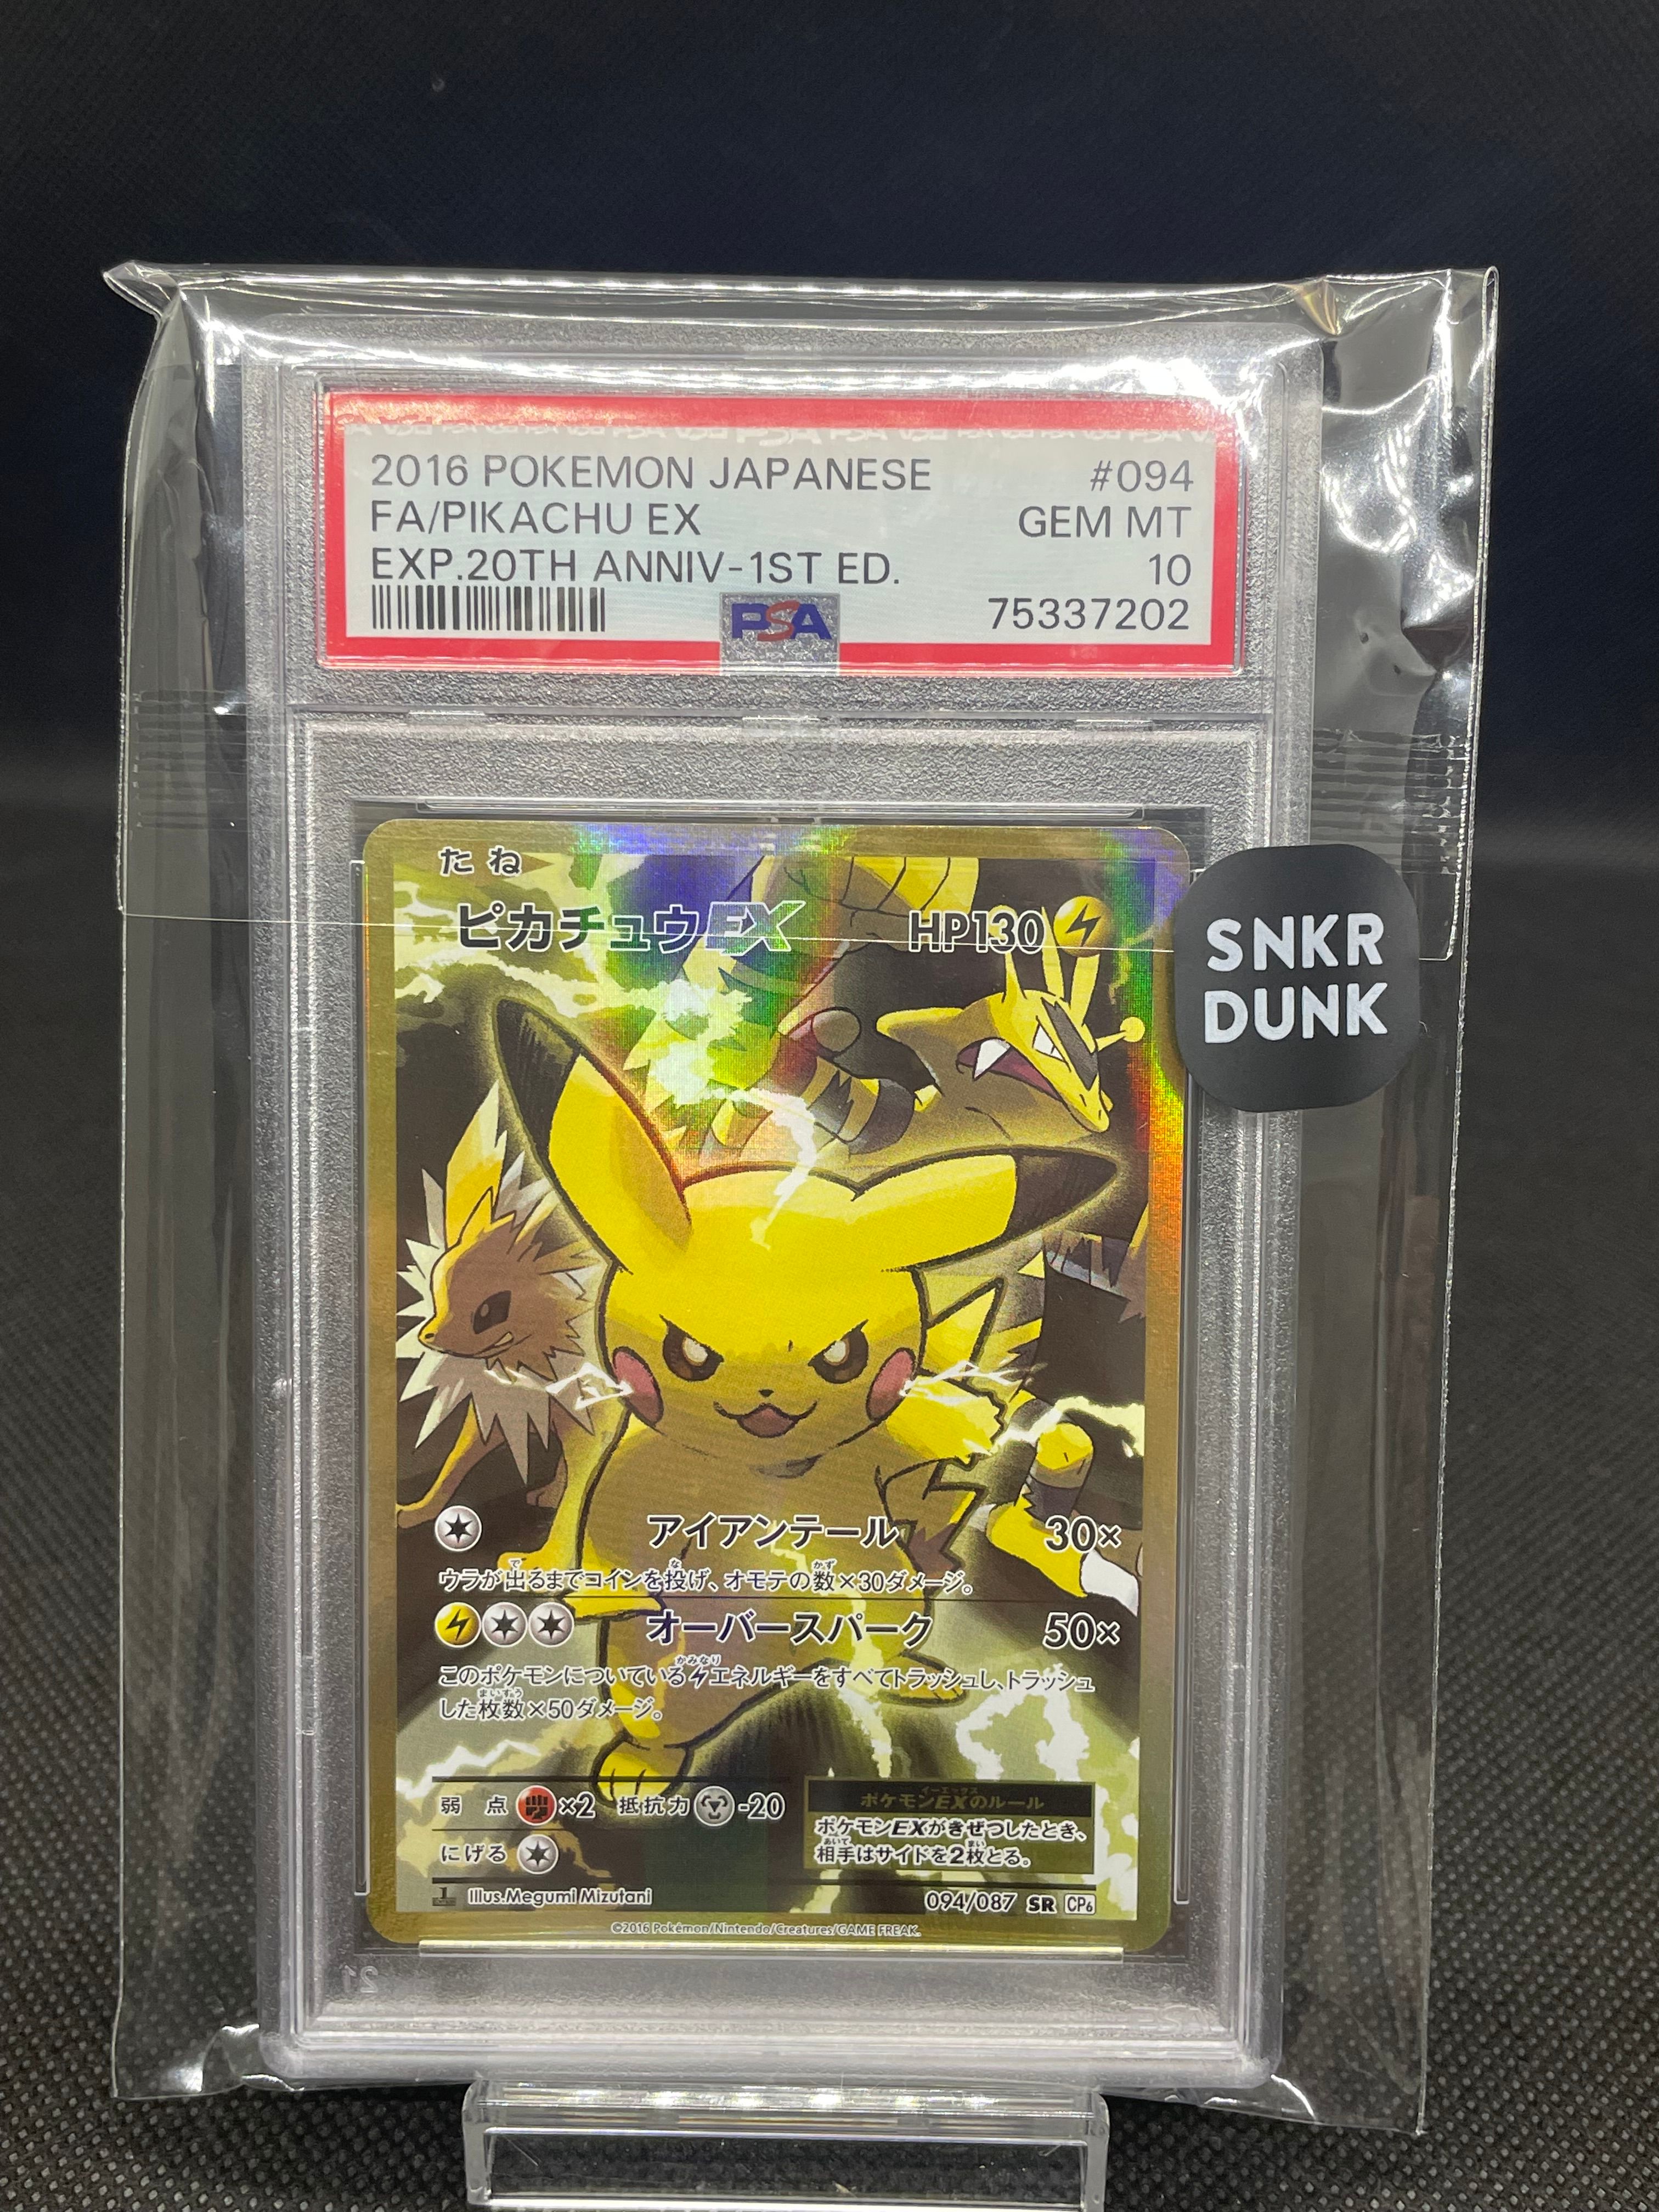 2016 POKEMON JAPANESE #094
FA/PIKACHU EX GEM MT
EXP.20TH ANNIV-1ST ED. 10
PSA 75337202
たね
ピカチュウEX HP130
SNKR
DUNK
アイアンテール 30×
ウラが出るまでコインを投げ、オモテの数×30ダメージ。
オーバースパーク 50×
このポケモンについているエネルギーをすべてトラッシュし、トラッシュ
した枚数×50ダメージ。
弱点 ×2 抵抗力 -20
にげる
ポケモンEXのルール
ポケモンEXがきぜつしたとき、
相手はサイドを2枚とる。
1 Illus.Megumi Mizutani 094/087 SR CP6
©2016 Pokémon/Nintendo/Creatures/GAME FREAK.